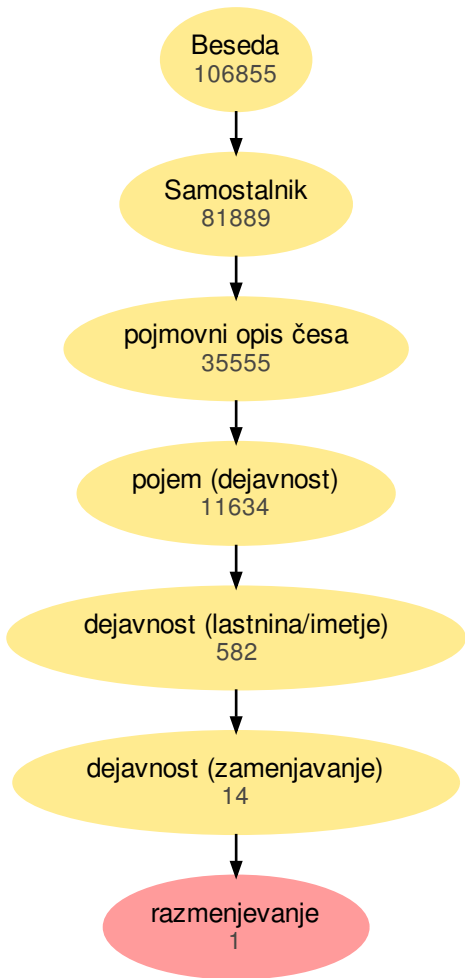 Beseda
106855
Samostalnik
81889
pojmovni opis česa
35555
pojem (dejavnost)
11634
dejavnost (lastnina/imetje)
582
dejavnost (zamenjavanje)
14
razmenjevanje
1